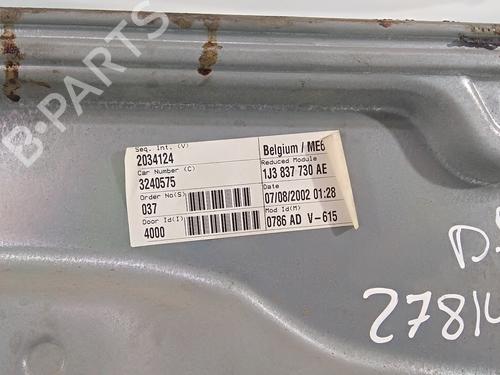 B-PARTS
Seq. Int. (V)
2034124
Car Number (C)
3240575
Order No(S)
037
Door Id(I)
4000
Belgium / ME6
Reduced Module
1J3 837 730 AE
Date
07/08/2002 01:28
Mod Id(M)
0786 AD V-615